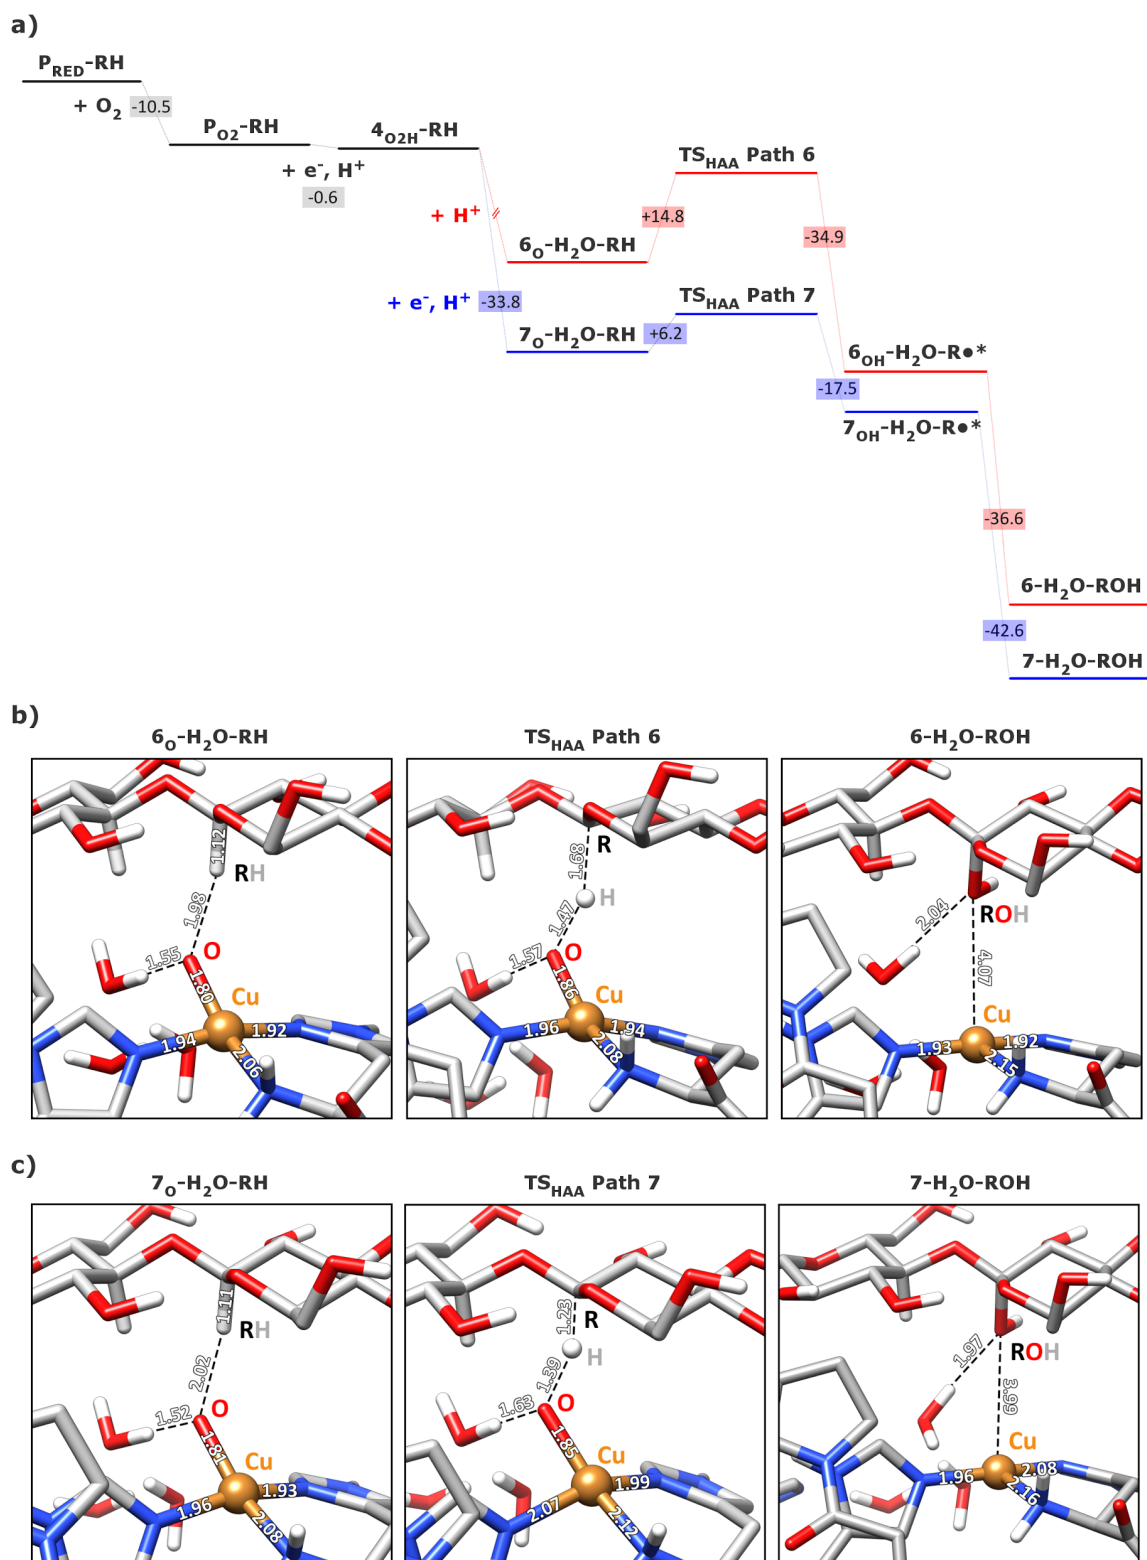 a)
P_RED-RH
+ O₂ -10.5
P_O2-RH
4_O2H-RH
+ e⁻, H⁺
-0.6
TS_HAA Path 6
+ H⁺
+14.8
-34.9
6_O-H₂O-RH
+ e⁻, H⁺ -33.8
TS_HAA Path 7
7_O-H₂O-RH
+6.2
6_OH-H₂O-R●*
-17.5
7_OH-H₂O-R●*
-36.6
6-H₂O-ROH
-42.6
7-H₂O-ROH
b)
6_O-H₂O-RH
1.12
RH
1.98
O
1.55
1.80
Cu
1.94
1.92
2.06
TS_HAA Path 6
R
1.68
H
1.47
O
1.57
1.86
Cu
1.96
1.94
2.08
6-H₂O-ROH
2.04
ROH
4.07
Cu
1.93
1.92
2.15
c)
7_O-H₂O-RH
1.11
RH
2.02
O
1.52
1.81
Cu
1.96
1.93
2.08
TS_HAA Path 7
1.23
R
H
1.39
O
1.63
1.85
Cu
1.99
2.07
2.12
7-H₂O-ROH
1.97
ROH
3.99
Cu
1.96
2.08
2.16